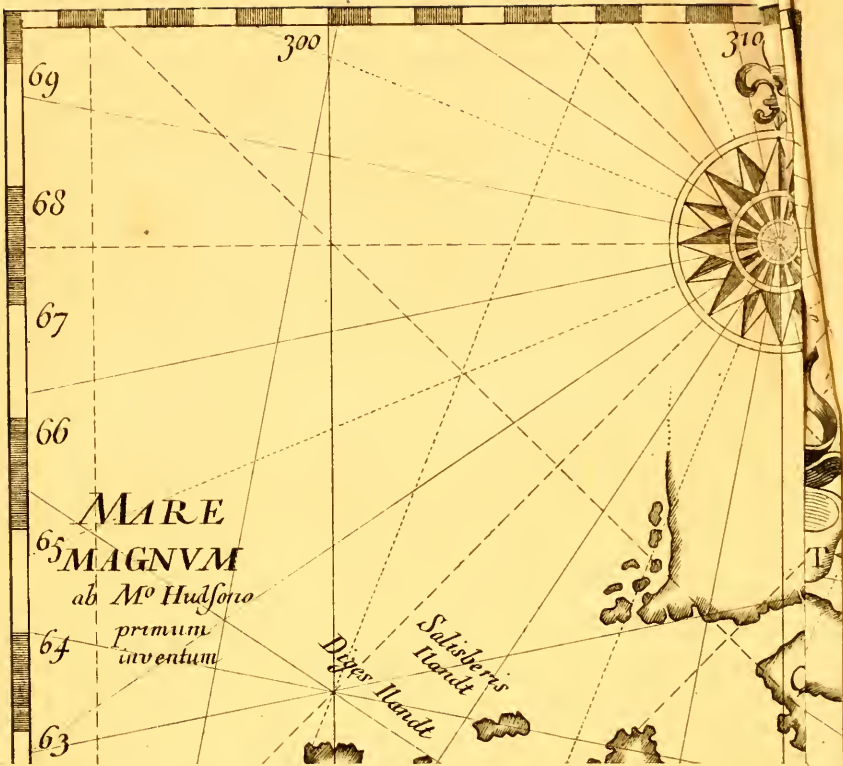 300
310
69
68
67
66
65
64
63
MARE
MAGNVM
ab Mº Hudſono
primum
inventum
Salisberis
Ilandt
Diges Ilandt
T
C